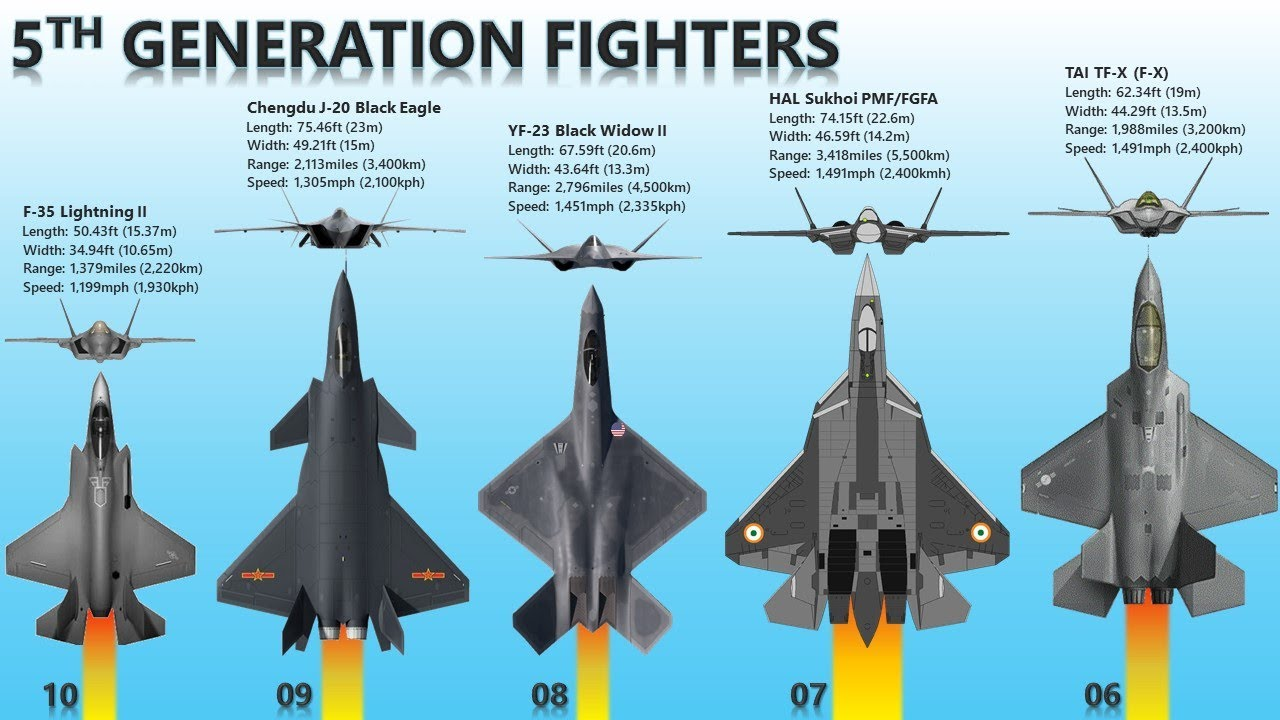 5TH GENERATION FIGHTERS
F-35 Lightning II
Length: 50.43ft (15.37m)
Width: 34.94ft (10.65m)
Range: 1,379miles (2,220km)
Speed: 1,199mph (1,930kph)
10
Chengdu J-20 Black Eagle
Length: 75.46ft (23m)
Width: 49.21ft (15m)
Range: 2,113miles (3,400km)
Speed: 1,305mph (2,100kph)
09
YF-23 Black Widow II
Length: 67.59ft (20.6m)
Width: 43.64ft (13.3m)
Range: 2,796miles (4,500km)
Speed: 1,451mph (2,335kph)
08
HAL Sukhoi PMF/FGFA
Length: 74.15ft (22.6m)
Width: 46.59ft (14.2m)
Range: 3,418miles (5,500km)
Speed: 1,491mph (2,400kmh)
07
TAI TF-X (F-X)
Length: 62.34ft (19m)
Width: 44.29ft (13.5m)
Range: 1,988miles (3,200km)
Speed: 1,491mph (2,400kph)
06